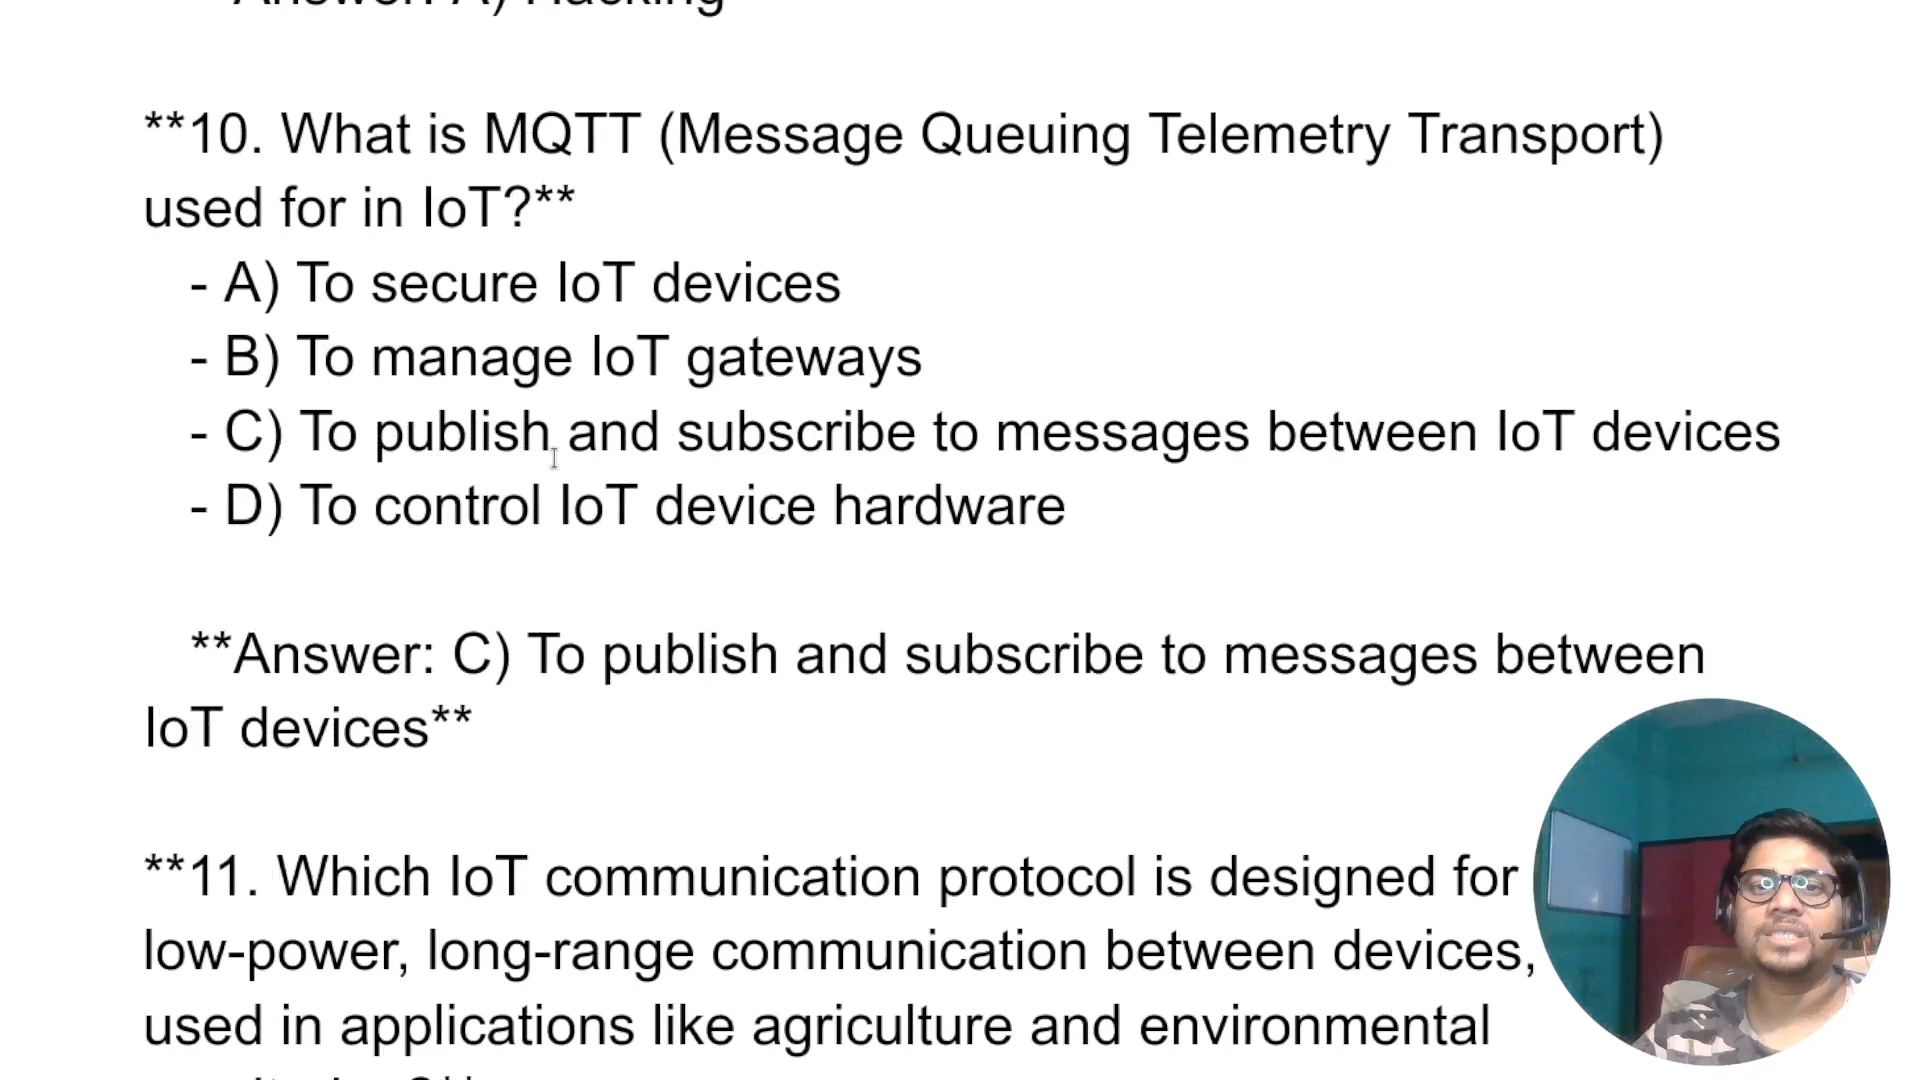 Answer: A) Hacking
**10. What is MQTT (Message Queuing Telemetry Transport)
used for in IoT?**
- A) To secure IoT devices
- B) To manage IoT gateways
- C) To publish and subscribe to messages between IoT devices
- D) To control IoT device hardware
**Answer: C) To publish and subscribe to messages between
IoT devices**
**11. Which IoT communication protocol is designed for
low-power, long-range communication between devices,
used in applications like agriculture and environmental